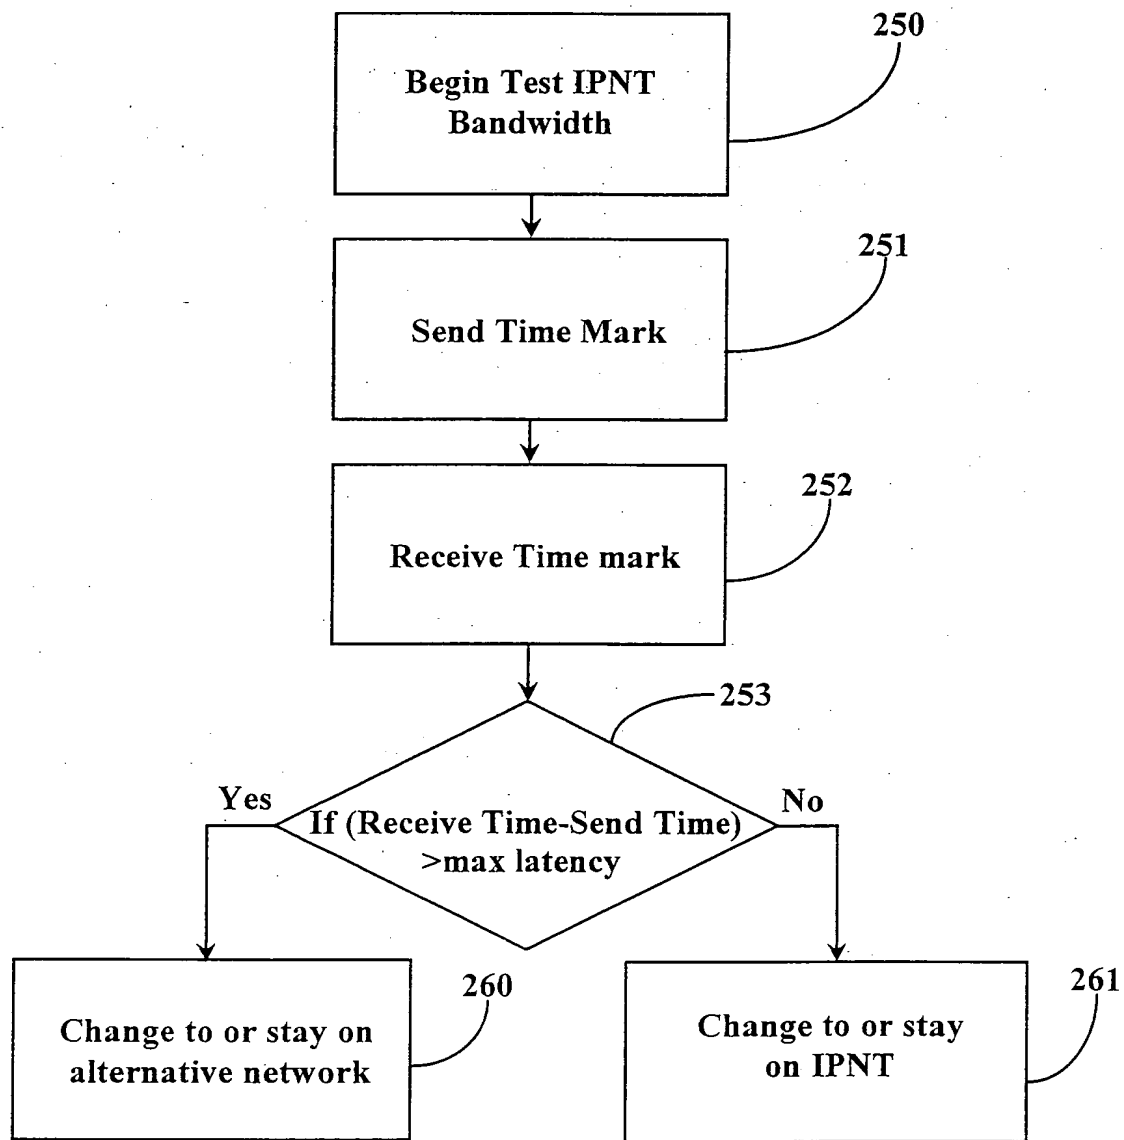 250
Begin Test IPNT
Bandwidth
251
Send Time Mark
252
Receive Time mark
253
Yes
No
If (Receive Time-Send Time)
>max latency
260
Change to or stay on
alternative network
261
Change to or stay
on IPNT